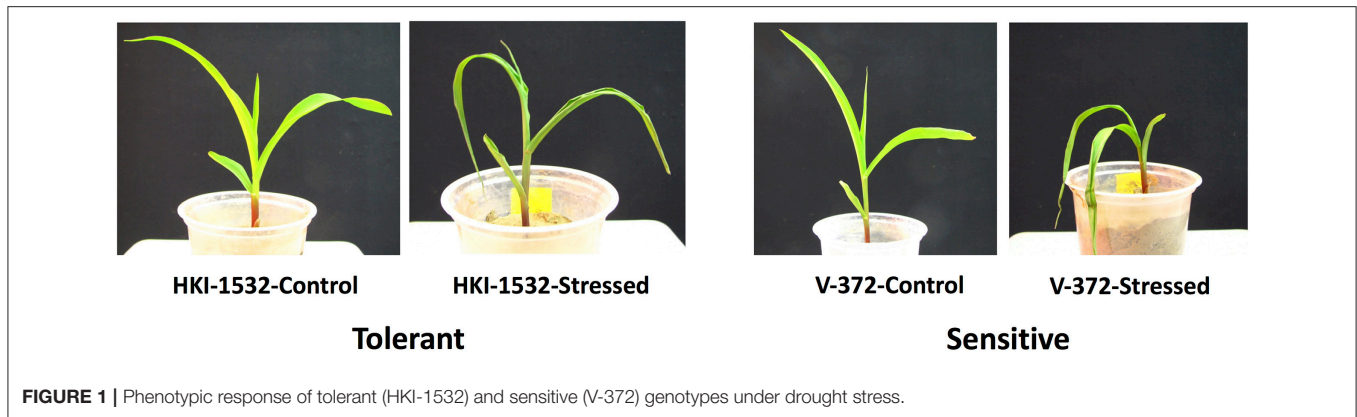 HKI-1532-Control HKI-1532-Stressed V-372-Control V-372-Stressed
Tolerant Sensitive
FIGURE 1 | Phenotypic response of tolerant (HKI-1532) and sensitive (V-372) genotypes under drought stress.